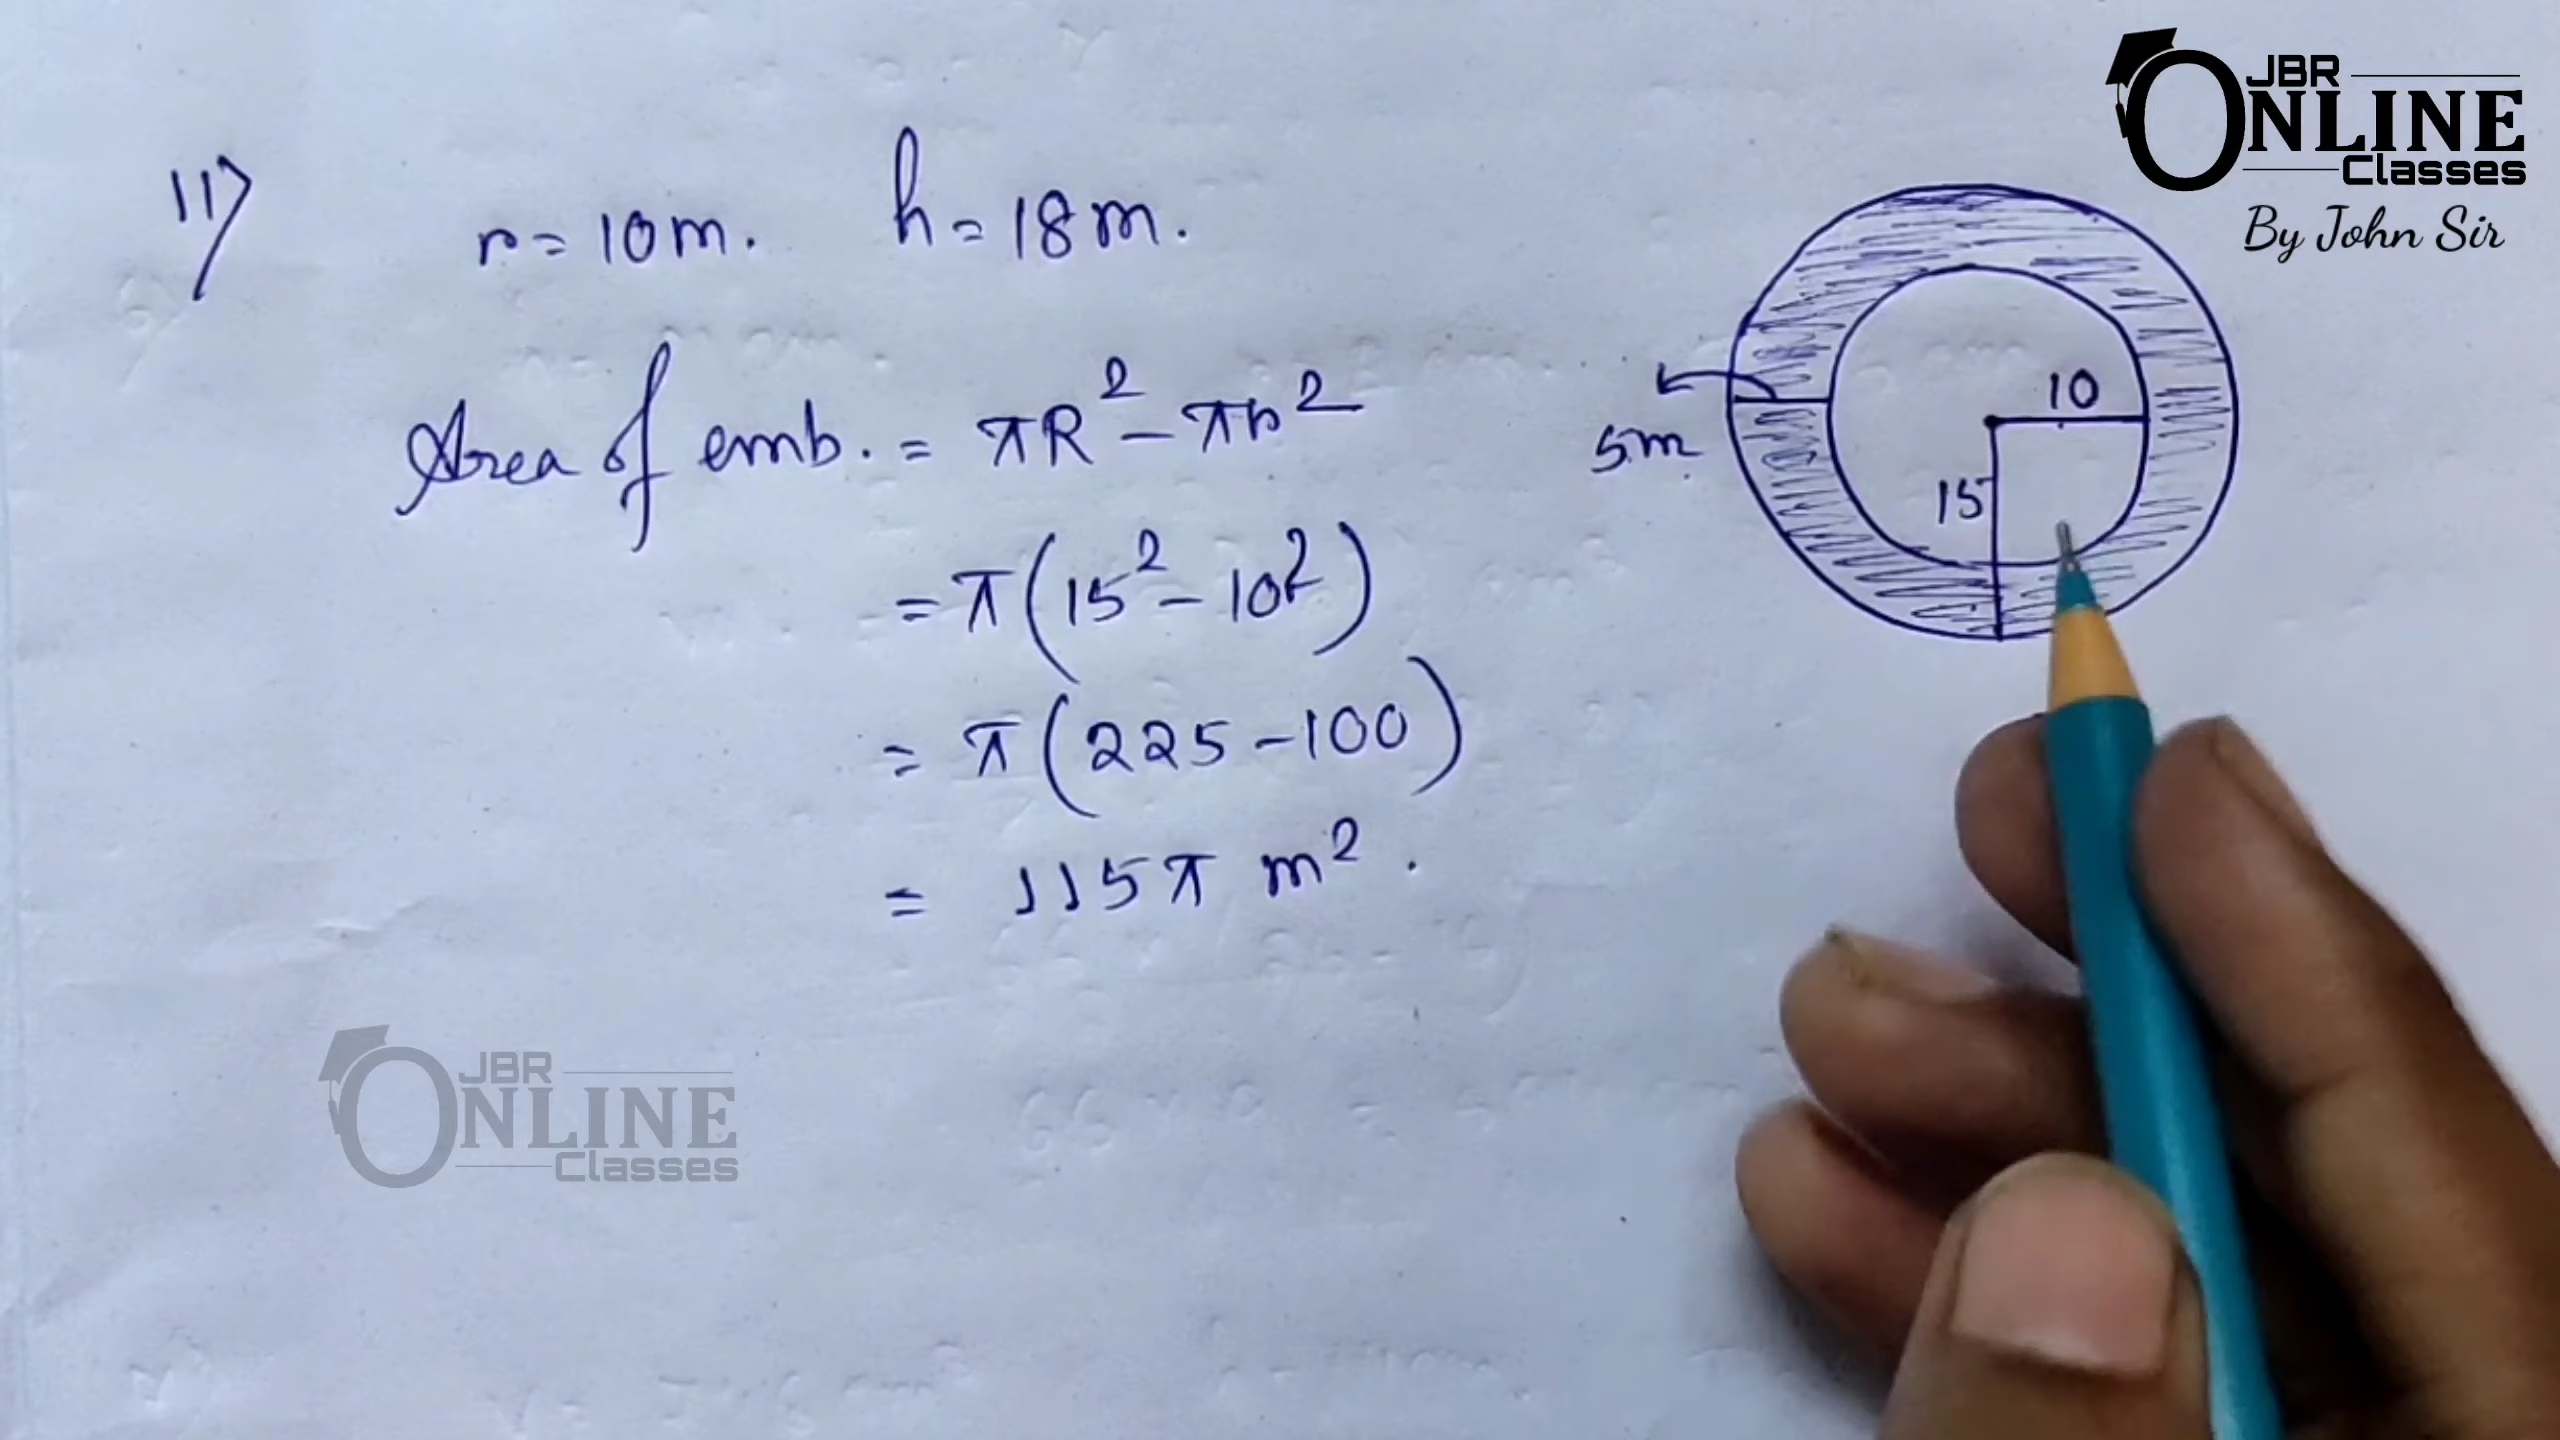 JBR
ONLINE
Classes
By John Sir
11) r = 10m. h = 18m.
Area of emb. = πR² - πr²
= π(15² - 10²)
= π(225 - 100)
= 115π m².
10
15
5m
JBR
ONLINE
Classes